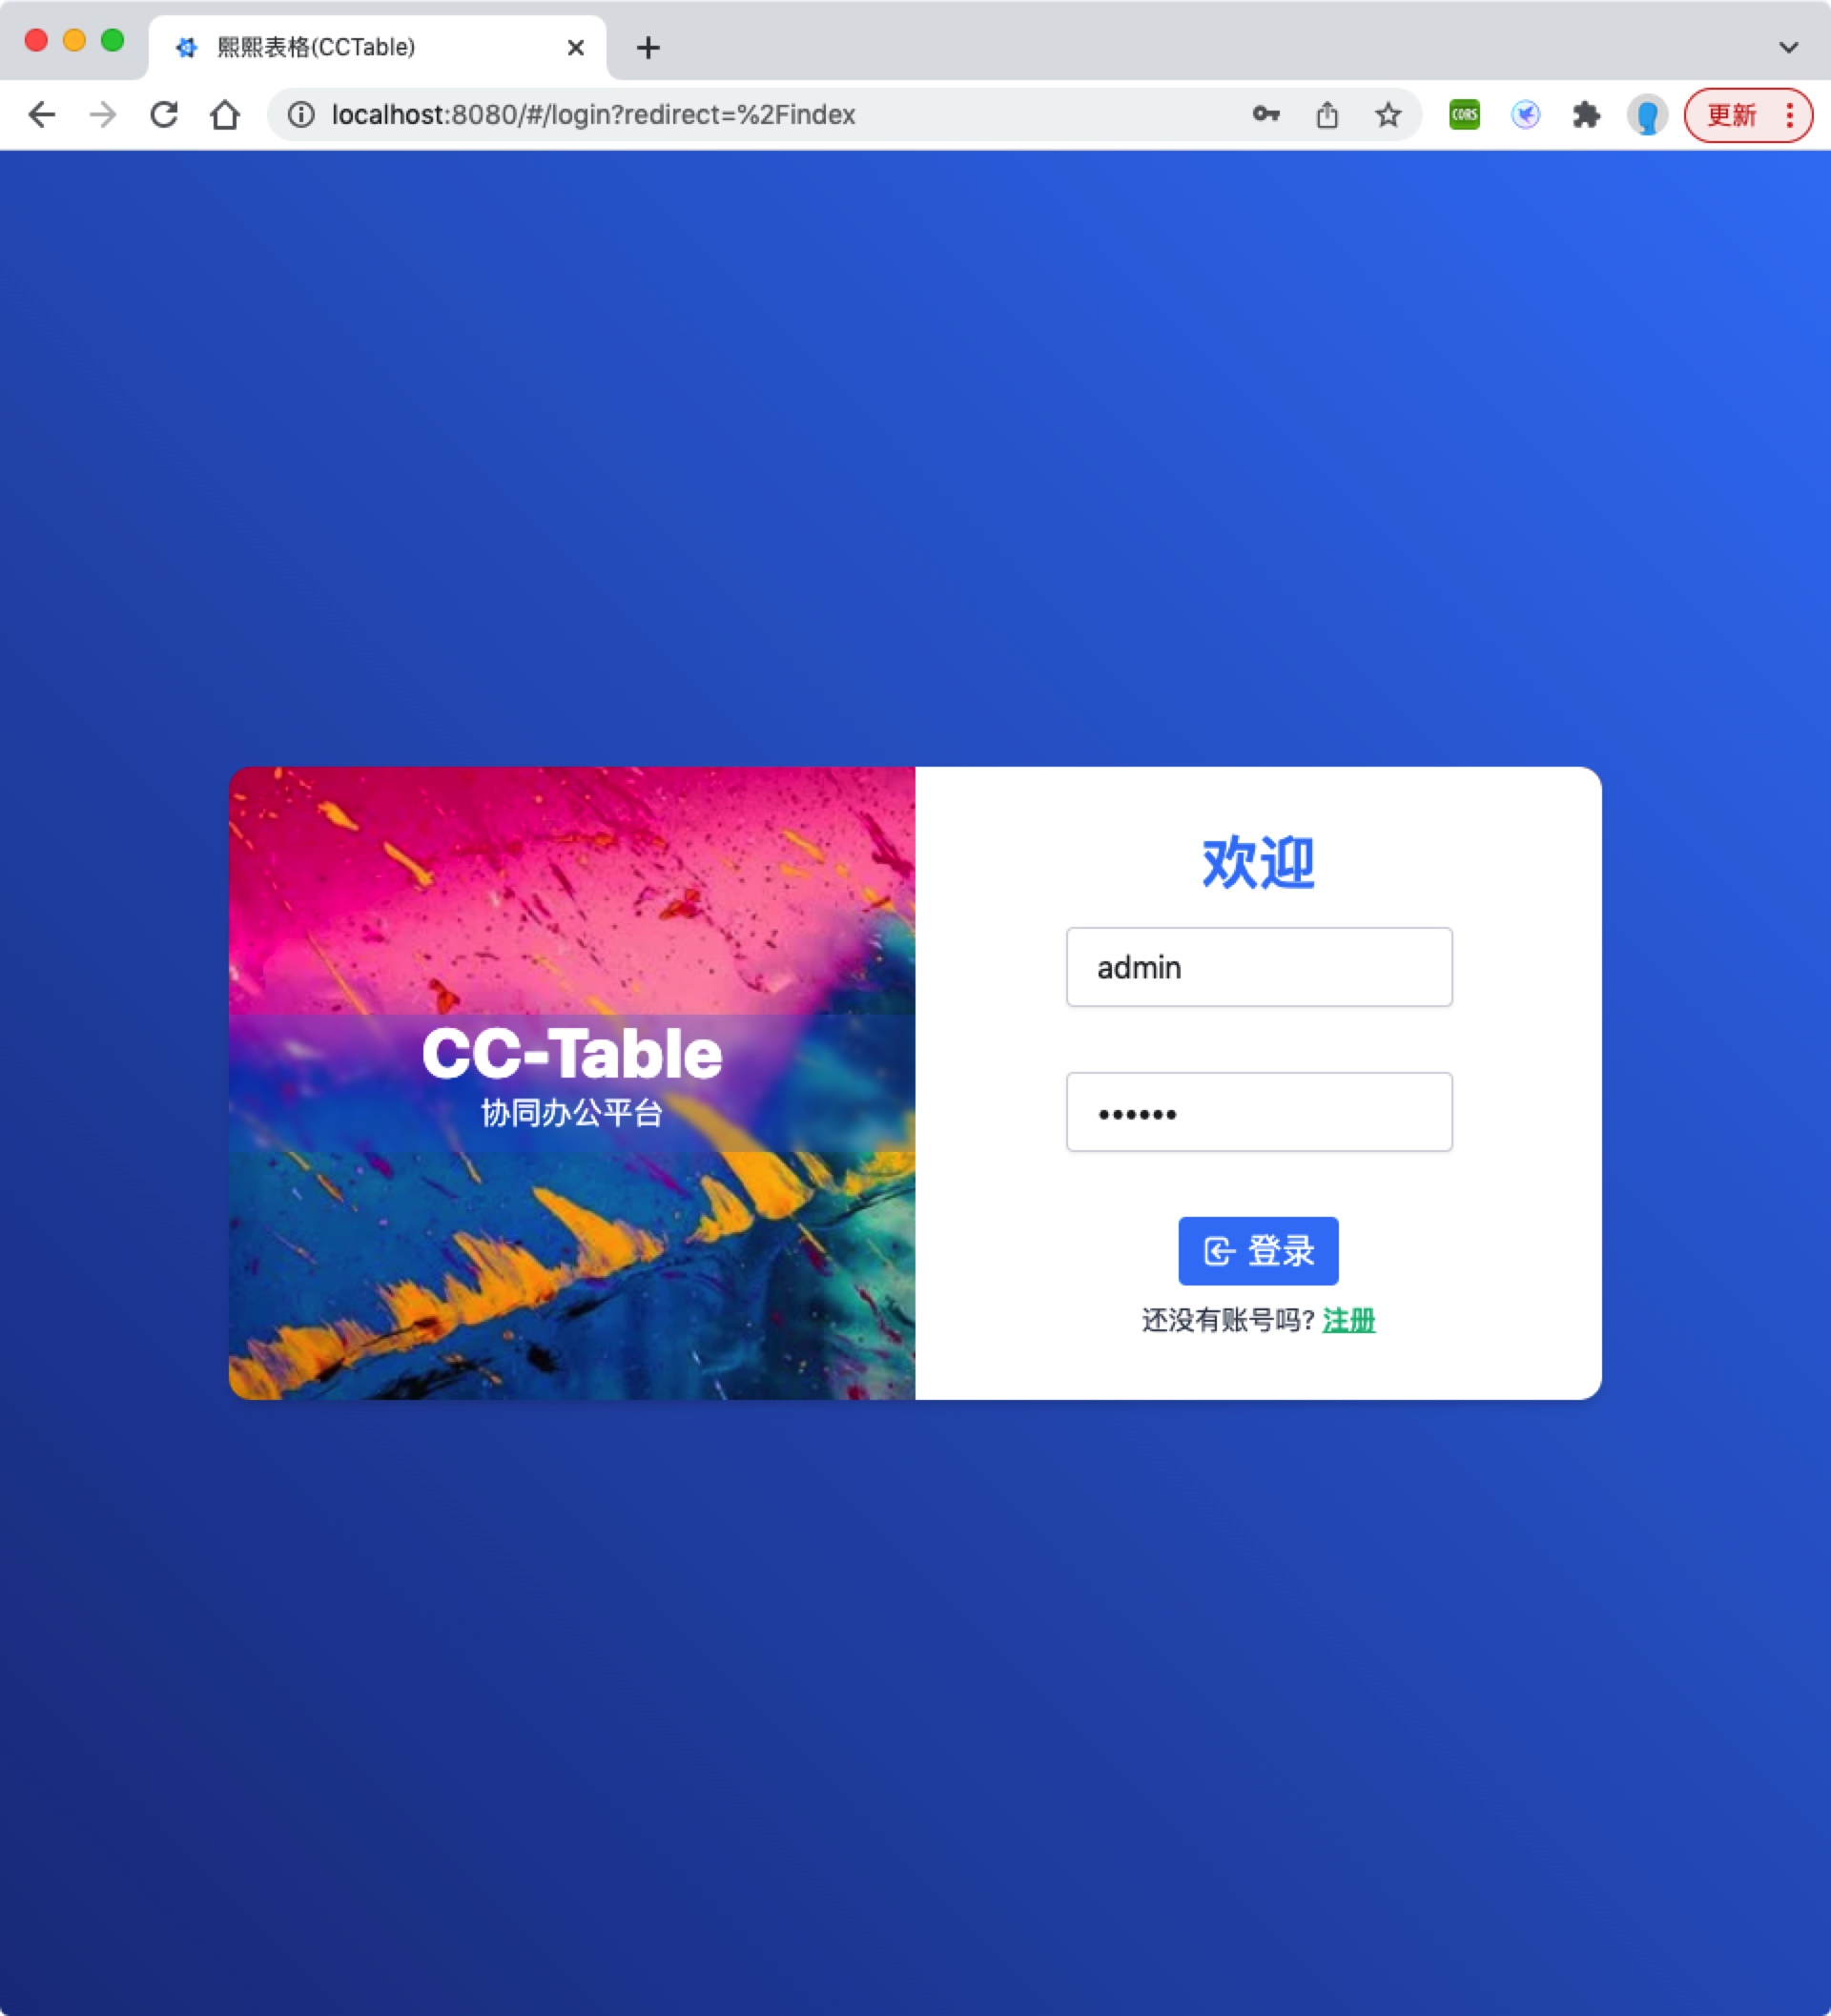 熙熙表格(CCTable)
localhost:8080/#/login?redirect=%2Findex
CORS
更新
CC-Table
协同办公平台
欢迎
admin
••••••
登录
还没有账号吗? 注册